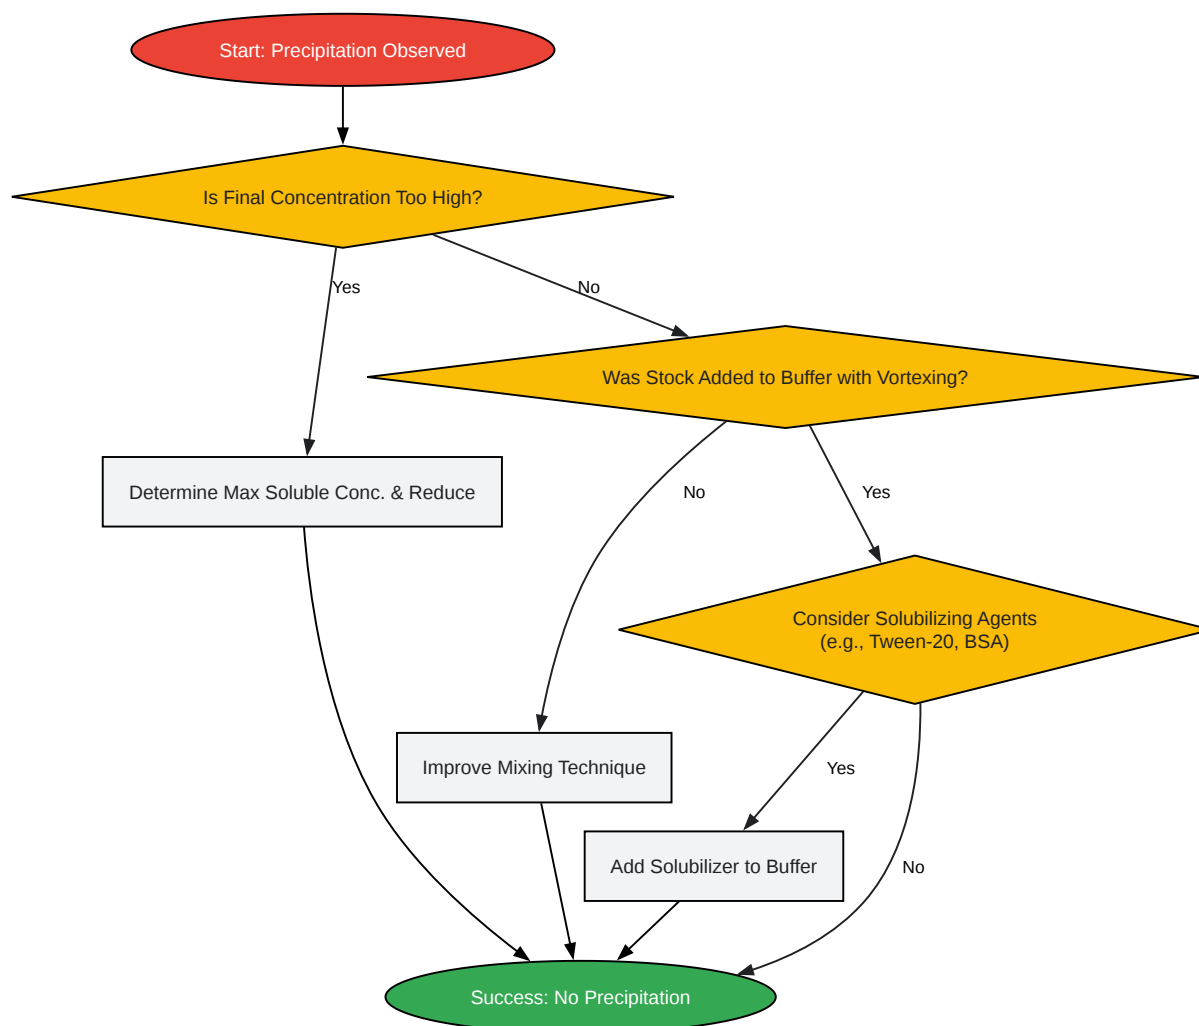 Start: Precipitation Observed
Is Final Concentration Too High?
Yes
No
Was Stock Added to Buffer with Vortexing?
Determine Max Soluble Conc. & Reduce
No
Yes
Consider Solubilizing Agents
(e.g., Tween-20, BSA)
Improve Mixing Technique
Yes
Add Solubilizer to Buffer
No
Success: No Precipitation